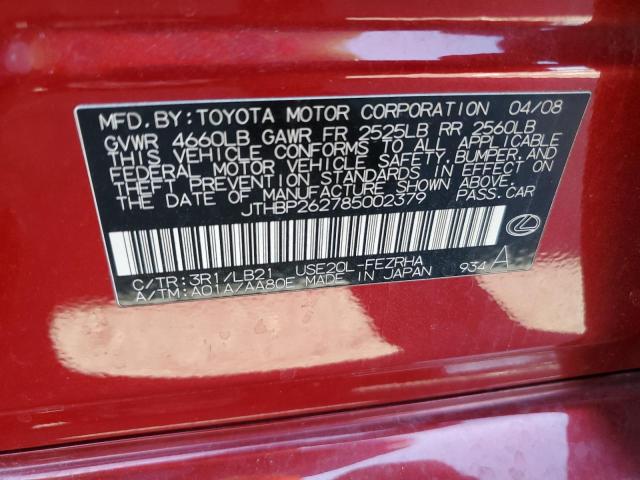 MFD. BY: TOYOTA MOTOR CORPORATION 04/08
GVWR 4660LB GAWR FR 2525LB RR 2560LB
THIS VEHICLE CONFORMS TO ALL APPLICABLE
FEDERAL MOTOR VEHICLE SAFETY, BUMPER, AND
THEFT PREVENTION STANDARDS IN EFFECT ON
THE DATE OF MANUFACTURE SHOWN ABOVE.
JTHBP262785002379 PASS. CAR
C/TR: 3R1/LB21 USE20L-FEZRHA
A/TM: A01A/AA80E MADE IN JAPAN 934 A